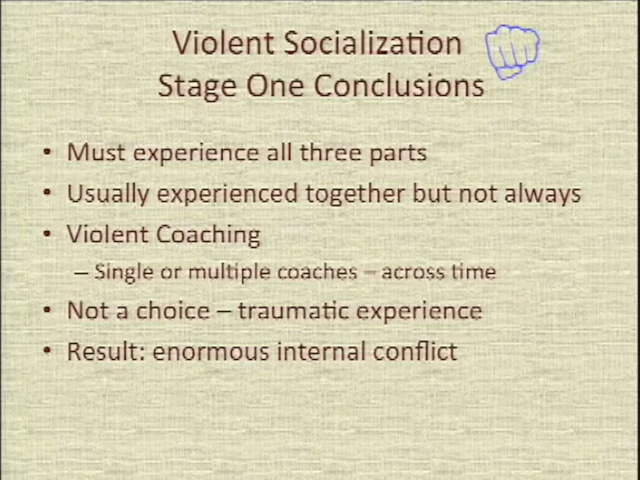 Violent Socialization
Stage One Conclusions
• Must experience all three parts
• Usually experienced together but not always
• Violent Coaching
– Single or multiple coaches – across time
• Not a choice – traumatic experience
• Result: enormous internal conflict